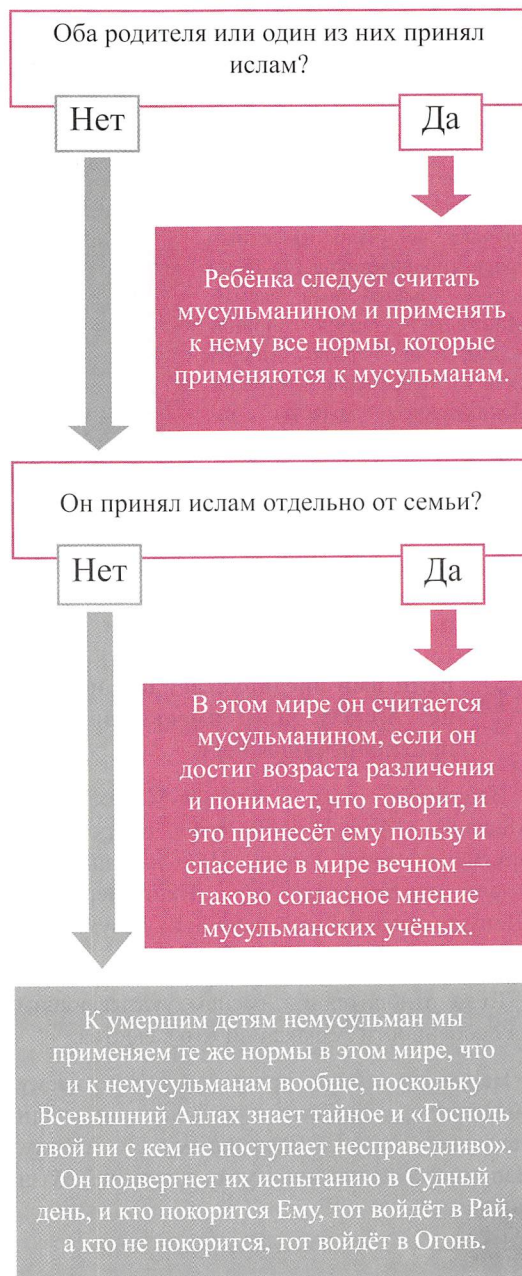 Оба родителя или один из них принял
ислам?
Нет
Да
Ребёнка следует считать
мусульманином и применять
к нему все нормы, которые
применяются к мусульманам.
Он принял ислам отдельно от семьи?
Нет
Да
В этом мире он считается
мусульманином, если он
достиг возраста различения
и понимает, что говорит, и
это принесёт ему пользу и
спасение в мире вечном —
таково согласное мнение
мусульманских учёных.
К умершим детям немусульман мы
применяем те же нормы в этом мире, что
и к немусульманам вообще, поскольку
Всевышний Аллах знает тайное и «Господь
твой ни с кем не поступает несправедливо».
Он подвергнет их испытанию в Судный
день, и кто покорится Ему, тот войдёт в Рай,
а кто не покорится, тот войдёт в Огонь.